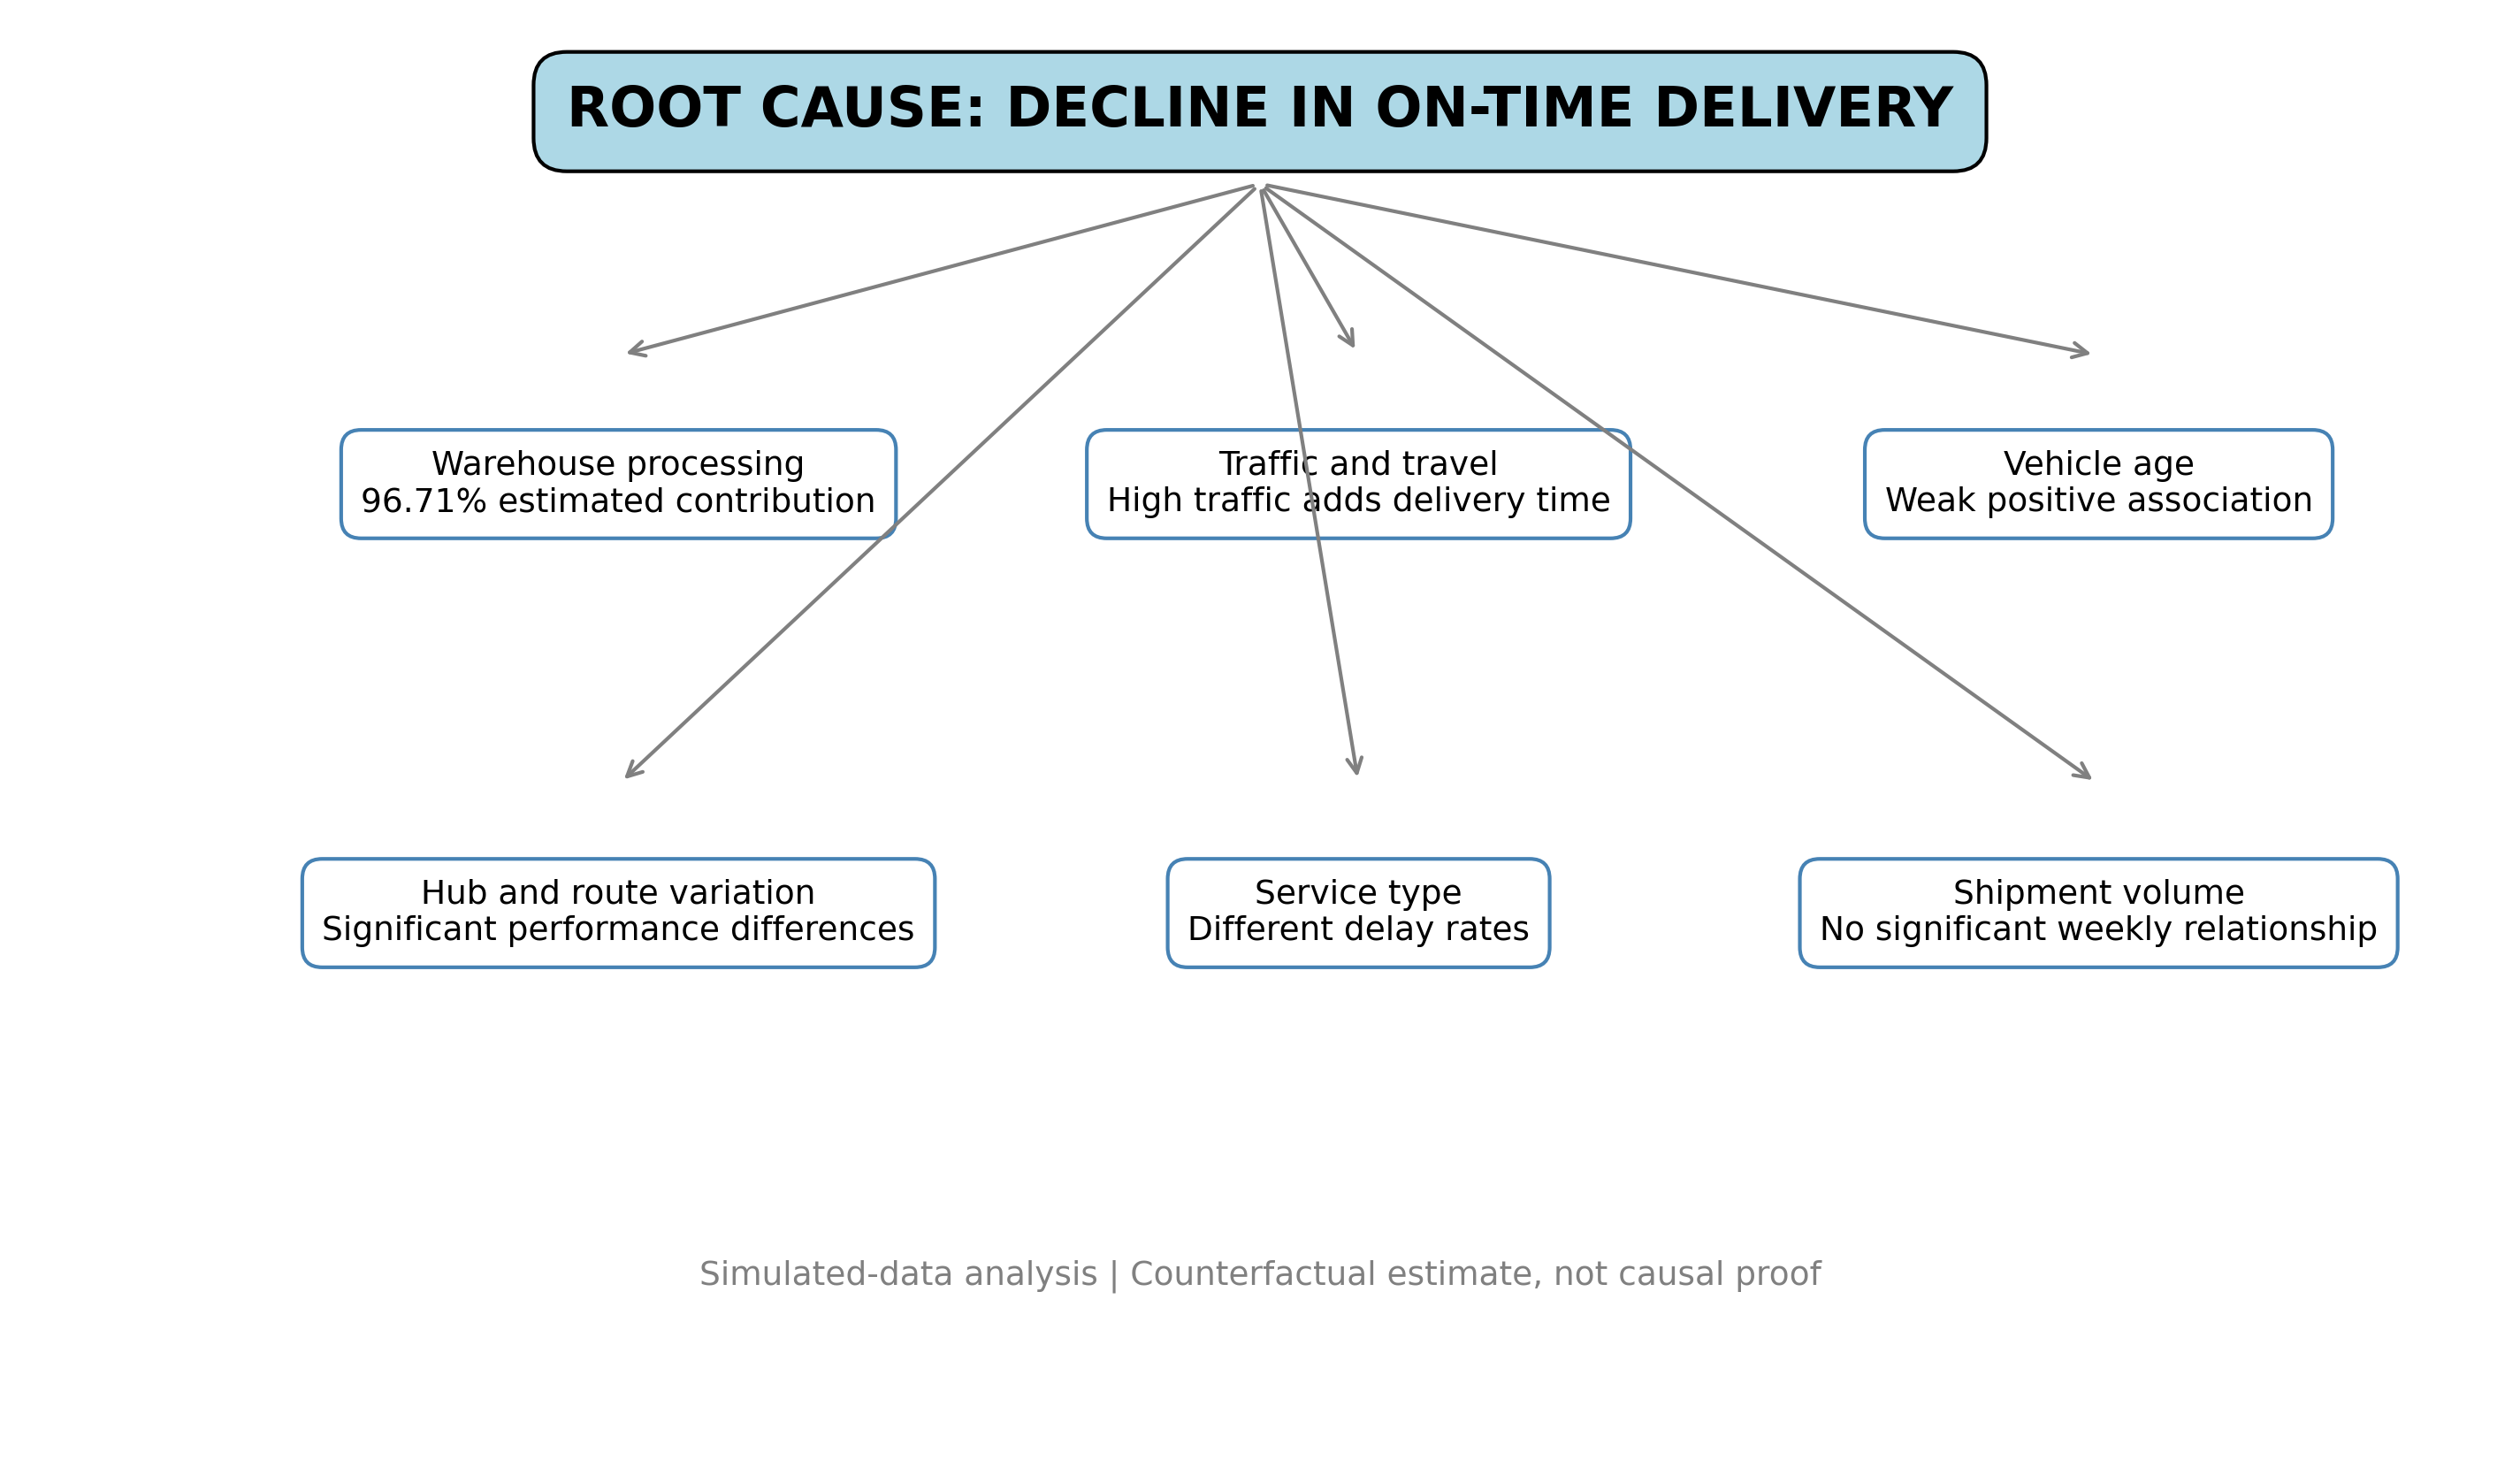 ROOT CAUSE: DECLINE IN ON-TIME DELIVERY
Warehouse processing
96.71% estimated contribution
Traffic and travel
High traffic adds delivery time
Vehicle age
Weak positive association
Hub and route variation
Significant performance differences
Service type
Different delay rates
Shipment volume
No significant weekly relationship
Simulated-data analysis | Counterfactual estimate, not causal proof